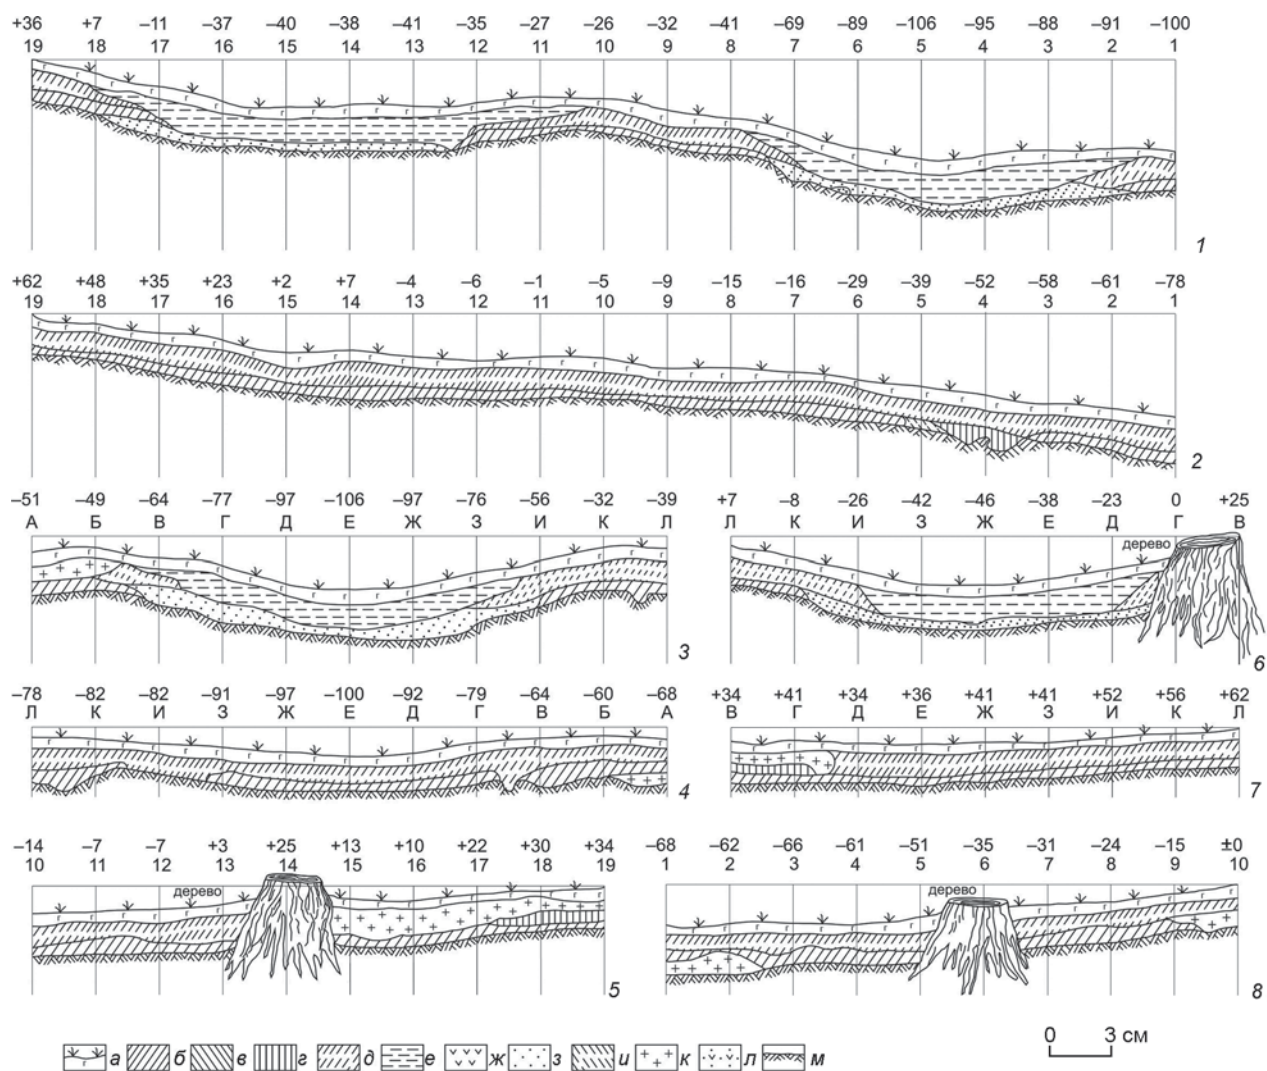 +36 +7 –11 –37 –40 –38 –41 –35 –27 –26 –32 –41 –69 –89 –106 –95 –88 –91 –100
19 18 17 16 15 14 13 12 11 10 9 8 7 6 5 4 3 2 1
1
+62 +48 +35 +23 +2 +7 –4 –6 –1 –5 –9 –15 –16 –29 –39 –52 –58 –61 –78
19 18 17 16 15 14 13 12 11 10 9 8 7 6 5 4 3 2 1
2
–51 –49 –64 –77 –97 –106 –97 –76 –56 –32 –39
А Б В Г Д Е Ж З И К Л
3
+7 –8 –26 –42 –46 –38 –23 0 +25
Л К И З Ж Е Д Г В
дерево
6
–78 –82 –82 –91 –97 –100 –92 –79 –64 –60 –68
Л К И З Ж Е Д Г В Б А
4
+34 +41 +34 +36 +41 +41 +52 +56 +62
В Г Д Е Ж З И К Л
7
–14 –7 –7 +3 +25 +13 +10 +22 +30 +34
10 11 12 13 14 15 16 17 18 19
дерево
5
–68 –62 –66 –61 –51 –35 –31 –24 –15 ±0
1 2 3 4 5 6 7 8 9 10
дерево
8
а б в г д е ж з и к л м
0 3 см